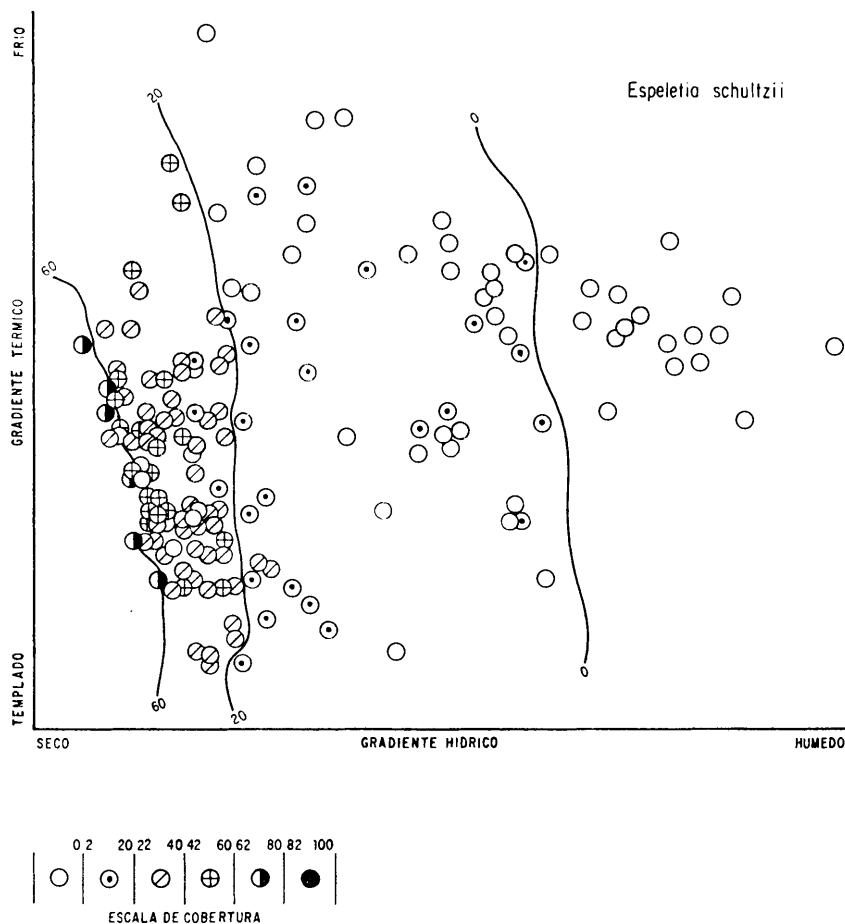 FRIO
GRADIENTE TERMICO
TEMPLADO
Espeletia schultzii
20
0
60
60
20
0
SECO
GRADIENTE HIDRICO
HUMEDO
0 2 20 22 40 42 60 62 80 82 100
ESCALA DE COBERTURA